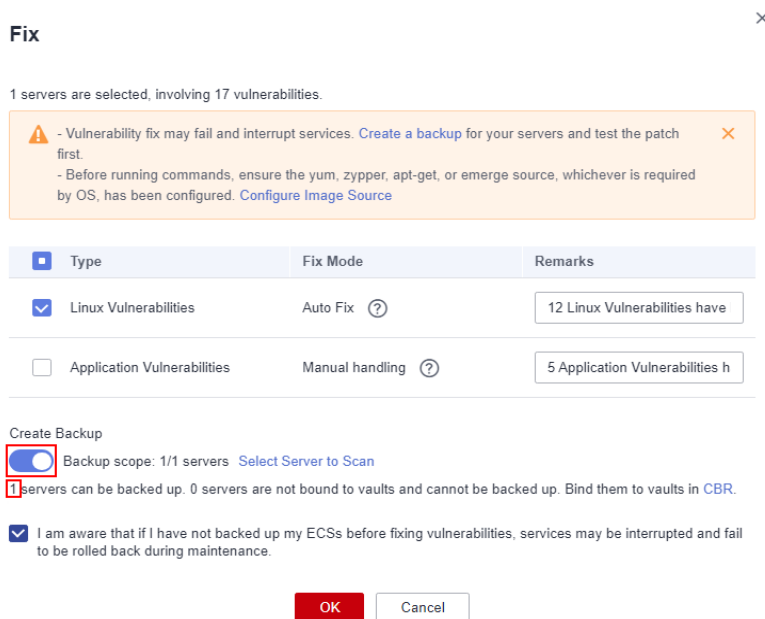 Fix
1 servers are selected, involving 17 vulnerabilities.
- Vulnerability fix may fail and interrupt services. Create a backup for your servers and test the patch
first.
- Before running commands, ensure the yum, zypper, apt-get, or emerge source, whichever is required
by OS, has been configured. Configure Image Source
Type Fix Mode Remarks
Linux Vulnerabilities Auto Fix ? 12 Linux Vulnerabilities have
Application Vulnerabilities Manual handling ? 5 Application Vulnerabilities h
Create Backup
Backup scope: 1/1 servers Select Server to Scan
1 servers can be backed up. 0 servers are not bound to vaults and cannot be backed up. Bind them to vaults in CBR.
I am aware that if I have not backed up my ECSs before fixing vulnerabilities, services may be interrupted and fail
to be rolled back during maintenance.
OK Cancel